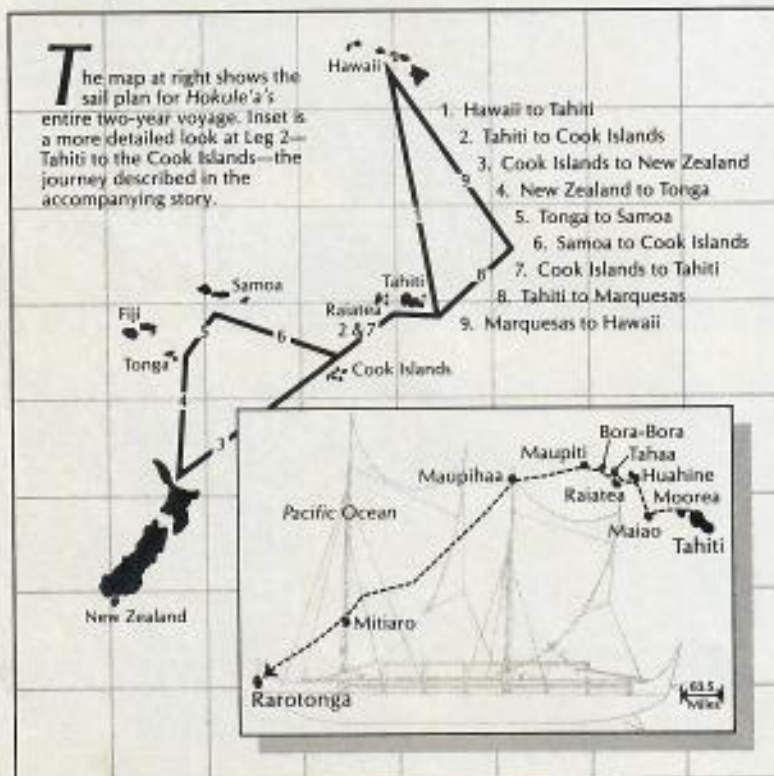 The map at right shows the
sail plan for Hokule'a's
entire two-year voyage. Inset is
a more detailed look at Leg 2—
Tahiti to the Cook Islands—the
journey described in the
accompanying story.
Hawaii
1. Hawaii to Tahiti
2. Tahiti to Cook Islands
3. Cook Islands to New Zealand
4. New Zealand to Tonga
5. Tonga to Samoa
6. Samoa to Cook Islands
7. Cook Islands to Tahiti
8. Tahiti to Marquesas
9. Marquesas to Hawaii
1
9
8
Samoa
Tahiti
Raiatea
Fiji
2 & 7
5
6
Tonga
Cook Islands
4
3
New Zealand
Bora-Bora
Maupiti
Tahaa
Maupihaa
Huahine
Raiatea
Moorea
Pacific Ocean
Maiao
Tahiti
Mitiaro
Rarotonga
63.5
Miles